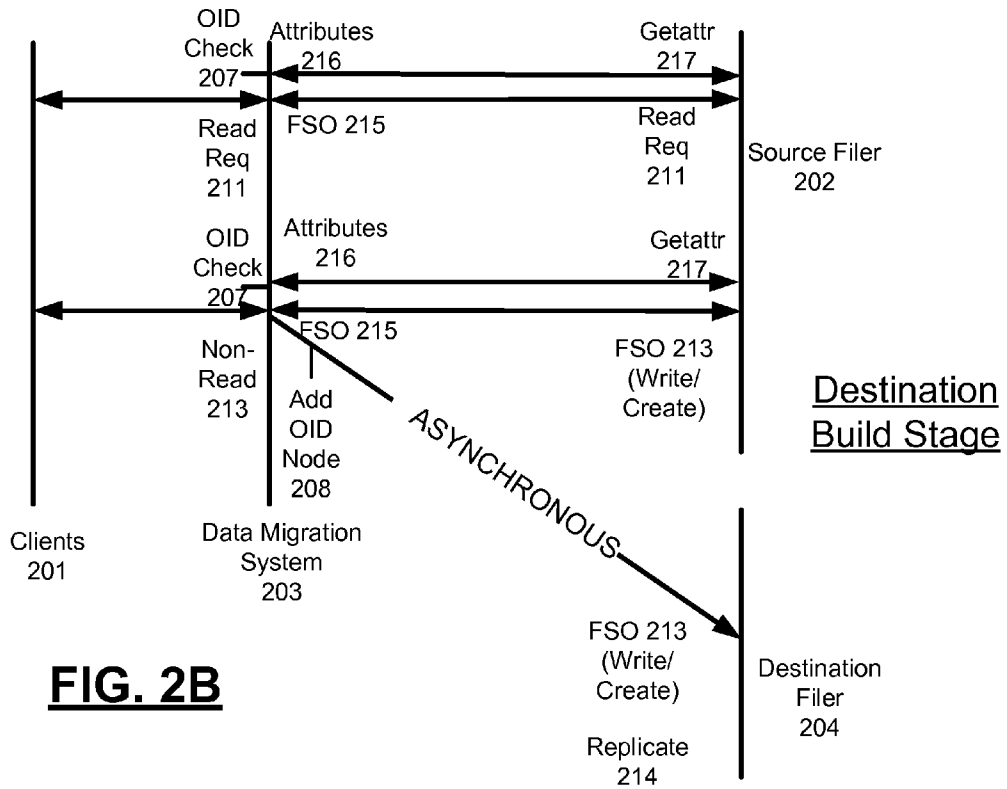 OID
Check
207
Attributes
216
Getattr
217
Read
Req
211
FSO 215
Read
Req
211
Source Filer
202
OID
Check
207
Attributes
216
Getattr
217
Non-
Read
213
FSO 215
Add
OID
Node
208
FSO 213
(Write/
Create)
Destination
Build Stage
ASYNCHRONOUS
Clients
201
Data Migration
System
203
FSO 213
(Write/
Create)
Replicate
214
Destination
Filer
204
FIG. 2B